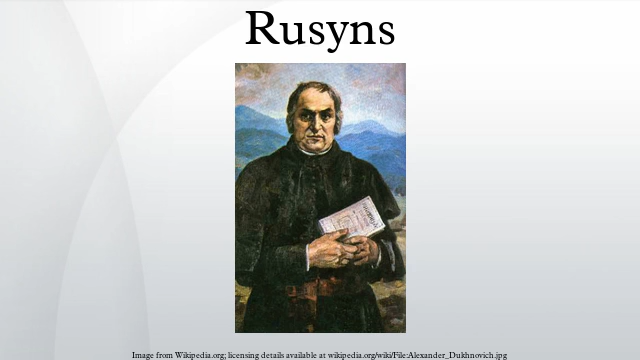 Rusyns
Image from Wikipedia.org; licensing details available at wikipedia.org/wiki/File:Alexander_Dukhnovich.jpg